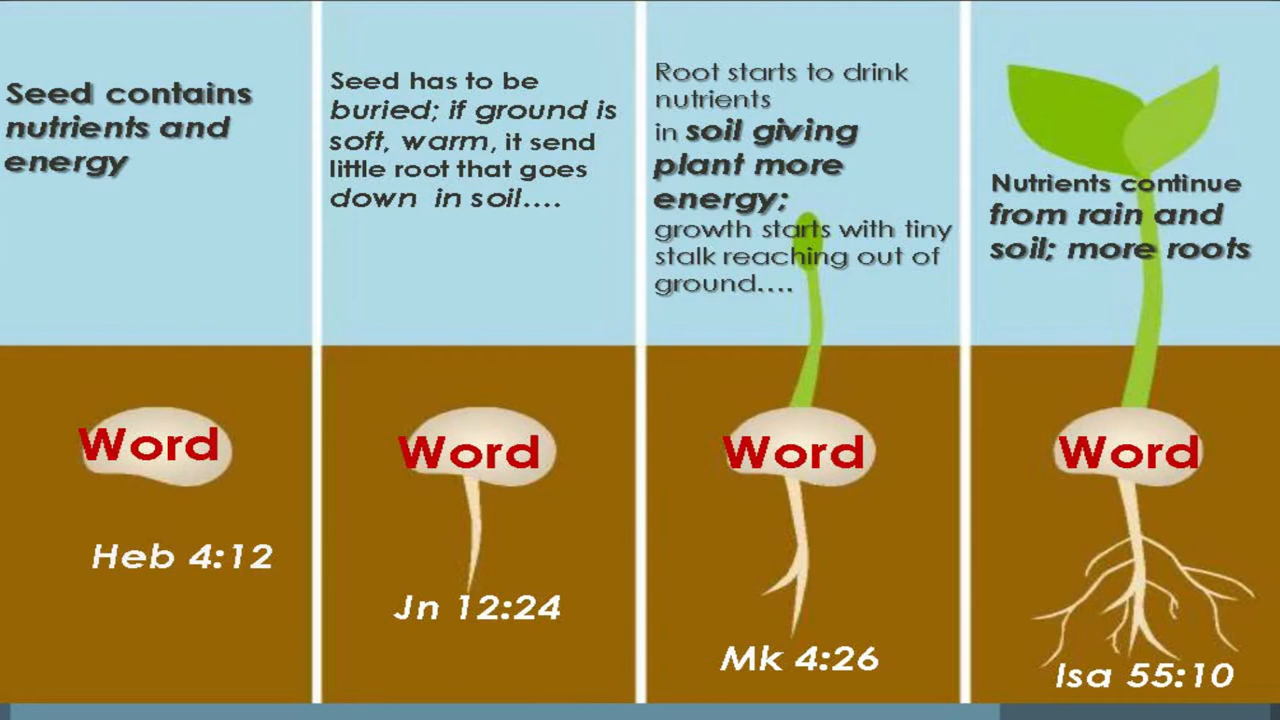 Seed contains
nutrients and
energy
Word
Heb 4:12
Seed has to be
buried; if ground is
soft, warm, it send
little root that goes
down in soil....
Word
Jn 12:24
Root starts to drink
nutrients
in soil giving
plant more
energy;
growth starts with tiny
stalk reaching out of
ground....
Word
Mk 4:26
Nutrients continue
from rain and
soil; more roots
Word
Isa 55:10